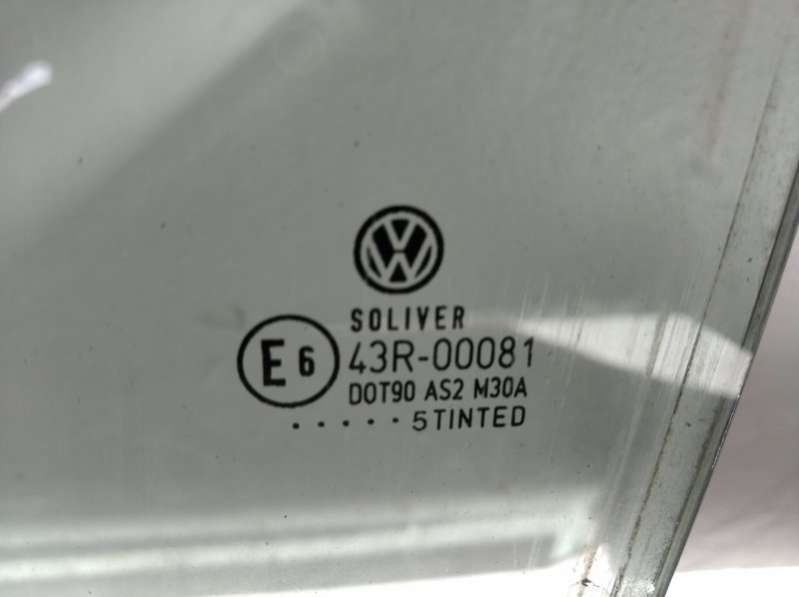 SOLIVER
E6 43R-00081
DOT90 AS2 M30A
.....5TINTED